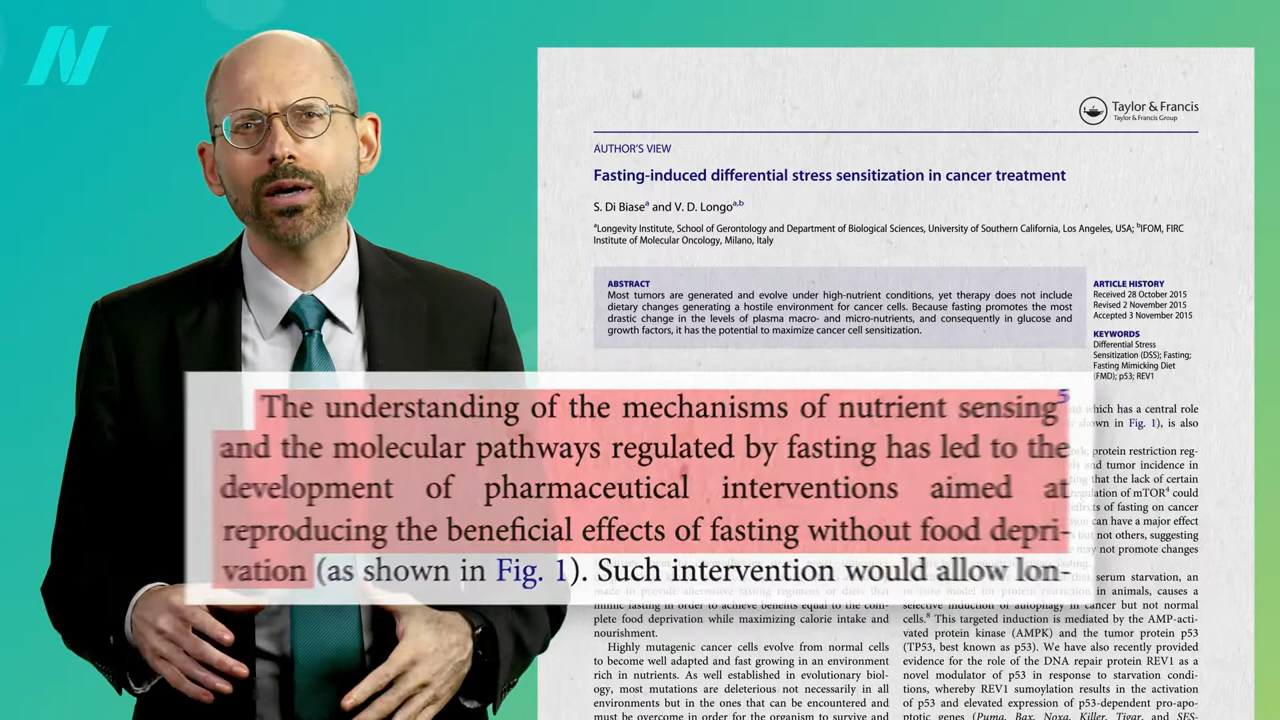 Taylor & Francis
Taylor & Francis Group
AUTHOR'S VIEW
Fasting-induced differential stress sensitization in cancer treatment
S. Di Biaseᵃ and V. D. Longoᵃ,ᵇ
ᵃLongevity Institute, School of Gerontology and Department of Biological Sciences, University of Southern California, Los Angeles, USA; ᵇIFOM, FIRC
Institute of Molecular Oncology, Milano, Italy
ABSTRACT
Most tumors are generated and evolve under high-nutrient conditions, yet therapy does not include
dietary changes generating a hostile environment for cancer cells. Because fasting promotes the most
drastic change in the levels of plasma macro- and micro-nutrients, and consequently in glucose and
growth factors, it has the potential to maximize cancer cell sensitization.
ARTICLE HISTORY
Received 28 October 2015
Revised 2 November 2015
Accepted 3 November 2015
KEYWORDS
Differential Stress
Sensitization (DSS); Fasting;
Fasting Mimicking Diet
(FMD); p53; REV1
The understanding of the mechanisms of nutrient sensing⁵
and the molecular pathways regulated by fasting has led to the
development of pharmaceutical interventions aimed at
reproducing the beneficial effects of fasting without food depri-
vation (as shown in Fig. 1). Such intervention would allow lon-
made to provide alternative fasting regimens or diets that
mimic fasting in order to achieve benefits equal to the com-
plete food deprivation while maximizing calorie intake and
nourishment.
Highly mutagenic cancer cells evolve from normal cells
to become well adapted and fast growing in an environment
rich in nutrients. As well established in evolutionary biol-
ogy, most mutations are deleterious not necessarily in all
environments but in the ones that can be encountered and
must be overcome in order for the organism to survive and
which has a central role
shown in Fig. 1), is also
protein restriction reg-
and tumor incidence in
that the lack of certain
of mTOR⁴ could
of fasting on cancer
can have a major effect
but not others, suggesting
may not promote changes
serum starvation, an
in animals, causes a
selective induction of autophagy in cancer but not normal
cells.⁸ This targeted induction is mediated by the AMP-acti-
vated protein kinase (AMPK) and the tumor protein p53
(TP53, best known as p53). We have also recently provided
evidence for the role of the DNA repair protein REV1 as a
novel modulator of p53 in response to starvation condi-
tions, whereby REV1 sumoylation results in the activation
of p53 and elevated expression of p53-dependent pro-apo-
ptotic genes (Puma, Bax, Noxa, Killer, Tigar, and